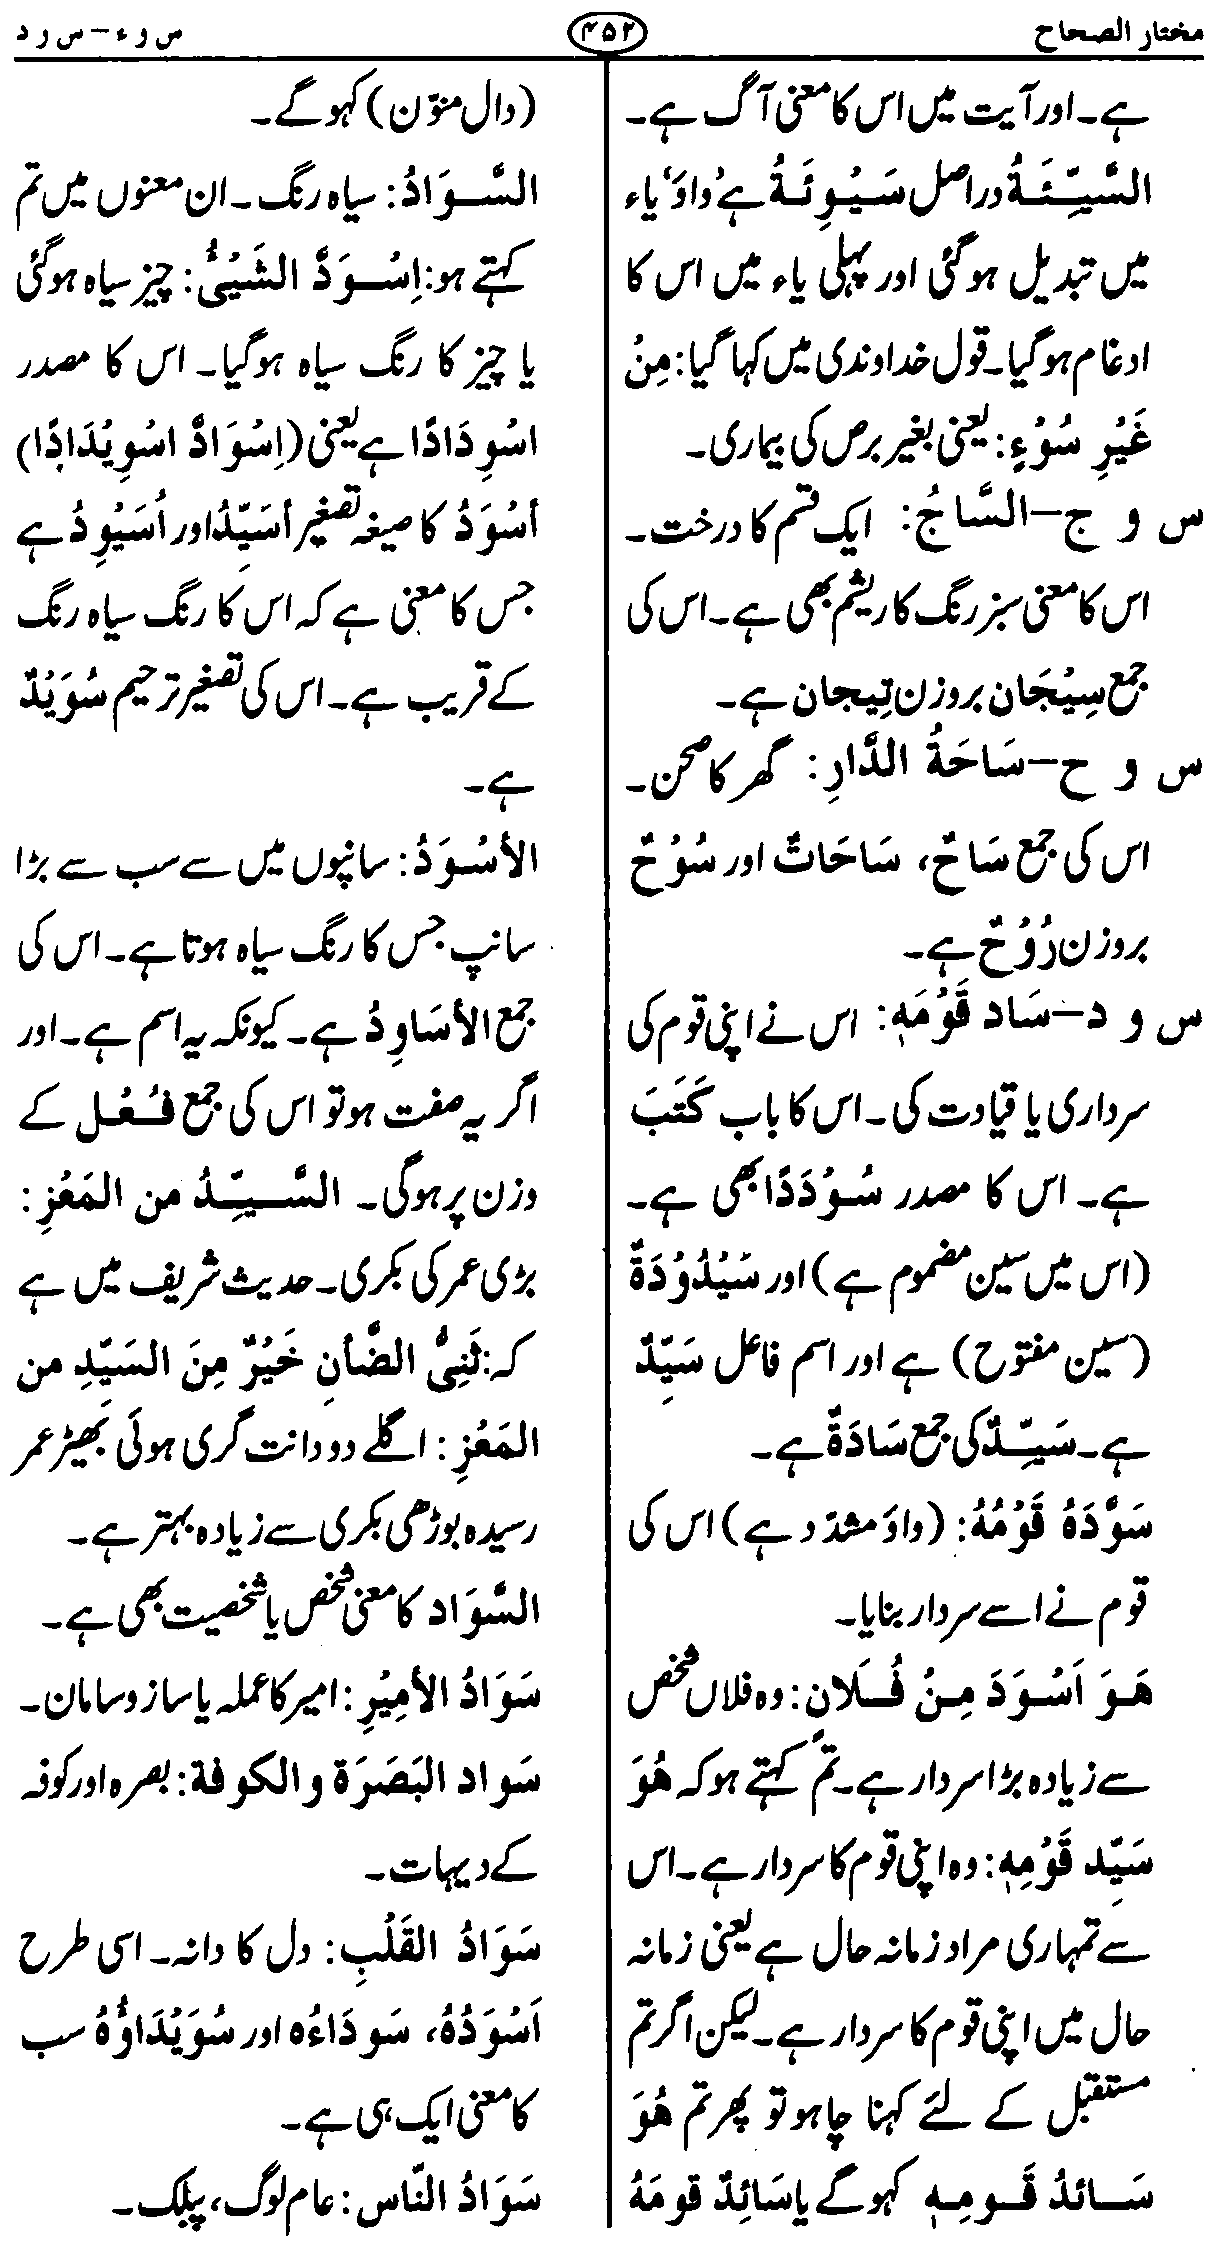 مختار الصحاح
۴۵۲
س و ء – س و د
ہے۔ اور آیت میں اس کا معنی آگ ہے۔
السَّيِّئَةُ دراصل سَيْوِئَةُ ہے' واؤ' یاء
میں تبدیل ہوگئی اور پہلی یاء میں اس کا
ادغام ہوگیا۔ قول خداوندی میں کہا گیا: مِنْ
غَيْرِ سُوْءٍ: یعنی بغیر برص کی بیماری۔
س و ج – السَّاجُ: ایک قسم کا درخت۔
اس کا معنی سبز رنگ کا ریشم بھی ہے۔ اس کی
جمع سِيْجَان بروزن تِيجان ہے۔
س و ح – سَاحَةُ الدَّارِ: گھر کا صحن۔
اس کی جمع سَاحٌ، سَاحَاتٌ اور سُوْحٌ
بروزن رُوْحٌ ہے۔
س و د – سَاد قَوْمَهٖ: اس نے اپنی قوم کی
سرداری یا قیادت کی۔ اس کا باب كَتَبَ
ہے۔ اس کا مصدر سُوْدَدًا بھی ہے۔
(اس میں سین مضموم ہے) اور سَيْدُوْدَةٌ
(سین مفتوح) ہے اور اسم فاعل سَيِّدٌ
ہے۔ سَيِّدٌ کی جمع سَادَةٌ ہے۔
سَوَّدَهُ قَوْمُهُ: (واؤ مشدّد ہے) اس کی
قوم نے اسے سردار بنایا۔
هَوَ اَسْوَدَ مِنْ فُلَان: وہ فلاں شخص
سے زیادہ بڑا سردار ہے۔ تم کہتے ہو کہ هُوَ
سَيِّد قَوْمِهٖ: وہ اپنی قوم کا سردار ہے۔ اس
سے تمہاری مراد زمانہ حال ہے یعنی زمانہ
حال میں اپنی قوم کا سردار ہے۔ لیکن اگر تم
مستقبل کے لئے کہنا چاہو تو پھر تم هُوَ
سَائدُ قَومِهٖ کہو گے یا سَائِدٌ قومَهُ
(دال منوّن) کہو گے۔
السَّوَادُ: سیاہ رنگ۔ ان معنوں میں تم
کہتے ہو: اِسْوَدَّ الشَيْئُ: چیز سیاہ ہوگئی
یا چیز کا رنگ سیاہ ہوگیا۔ اس کا مصدر
اسْوِدَادًا ہے یعنی (اِسْوَادَّ اسْوِيْدَادًا)
أسْوَدُ کا صیغہ تصغیر أسَيِّدُ اور اُسَيْوِدُ ہے
جس کا معنی ہے کہ اس کا رنگ سیاہ رنگ
کے قریب ہے۔ اس کی تصغیر ترحیم سُوَيْدٌ
ہے۔
الأسْوَدُ: سانپوں میں سے سب سے بڑا
سانپ جس کا رنگ سیاہ ہوتا ہے۔ اس کی
جمع الأسَاوِدُ ہے۔ کیونکہ یہ اسم ہے۔ اور
اگر یہ صفت ہو تو اس کی جمع فُعْل کے
وزن پر ہوگی۔ السَّيِّدُ من المَعْزِ:
بڑی عمر کی بکری۔ حدیث شریف میں ہے
کہ: ثَنِىُّ الضَّأنِ خَيْرٌ مِنَ السَيِّدِ من
المَعْزِ: اگلے دو دانت گری ہوئی بھیڑ عمر
رسیدہ بوڑھی بکری سے زیادہ بہتر ہے۔
السَّوَاد کا معنی شخص یا شخصیت بھی ہے۔
سَوَادُ الأمِيْرِ: امیر کا عملہ یا ساز و سامان۔
سَواد البَصَرَة والكوفة: بصرہ اور کوفہ
کے دیہات۔
سَوَادُ القَلْبِ: دل کا دانہ۔ اسی طرح
اَسْوَدُهُ، سَودَاءُه اور سُوَيْدَاؤُهُ سب
کا معنی ایک ہی ہے۔
سَوَادُ النَّاس: عام لوگ، پبلک۔